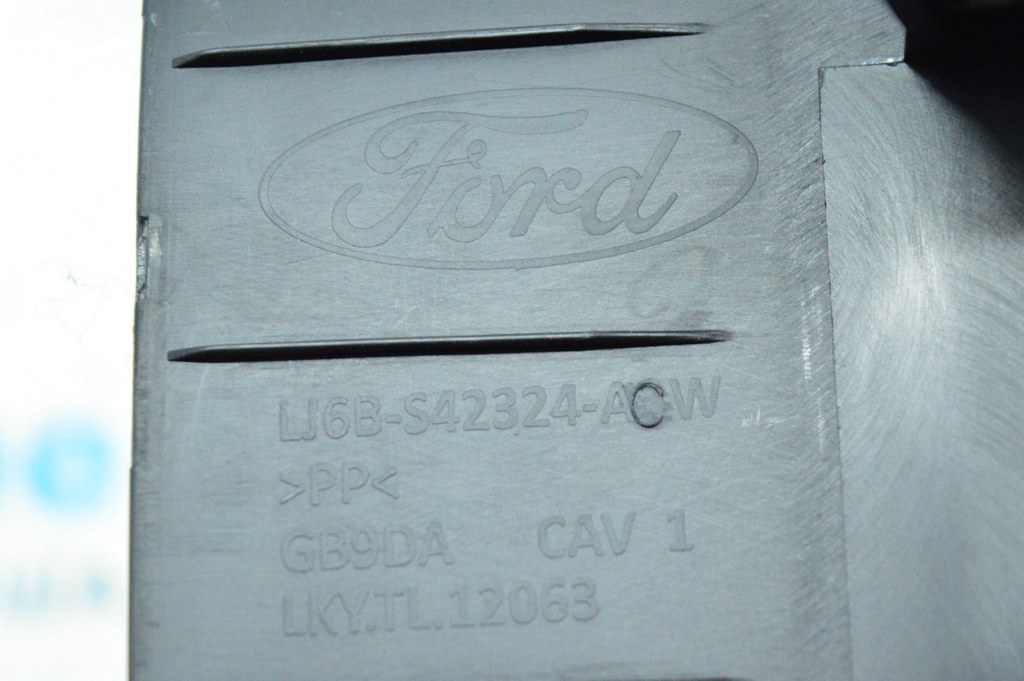 Ford
LJ6B-S42324-ACW
>PP<
GB9DA CAV 1
LKY.TL.12063